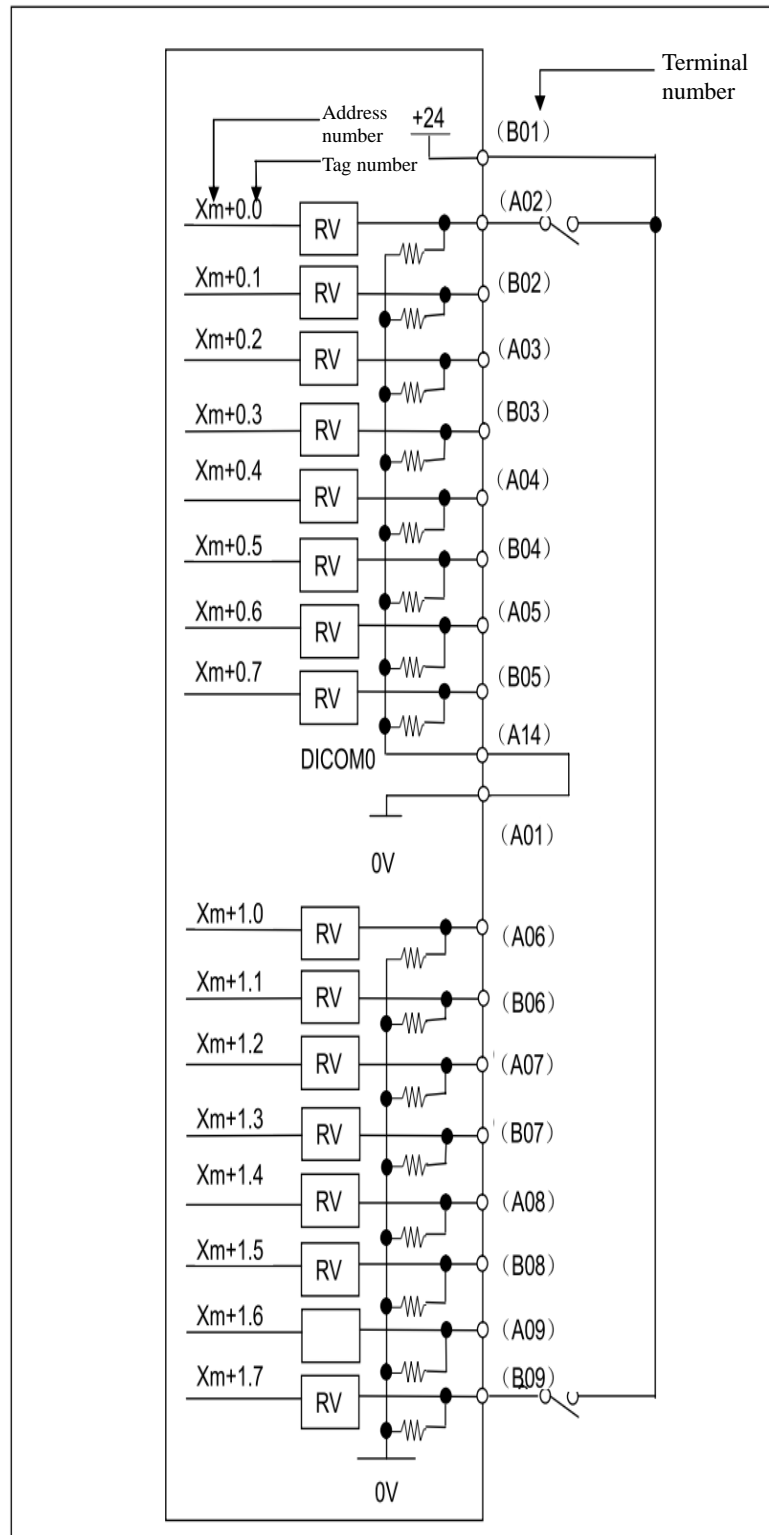 Terminal
number
Address
number
+24
(B01)
Tag number
Xm+0.0
RV
(A02)
Xm+0.1
RV
(B02)
Xm+0.2
RV
(A03)
Xm+0.3
RV
(B03)
Xm+0.4
RV
(A04)
Xm+0.5
RV
(B04)
Xm+0.6
RV
(A05)
Xm+0.7
RV
(B05)
(A14)
DICOM0
(A01)
0V
Xm+1.0
RV
(A06)
Xm+1.1
RV
(B06)
Xm+1.2
RV
(A07)
Xm+1.3
RV
(B07)
Xm+1.4
RV
(A08)
Xm+1.5
RV
(B08)
Xm+1.6
(A09)
Xm+1.7
RV
(B09)
0V